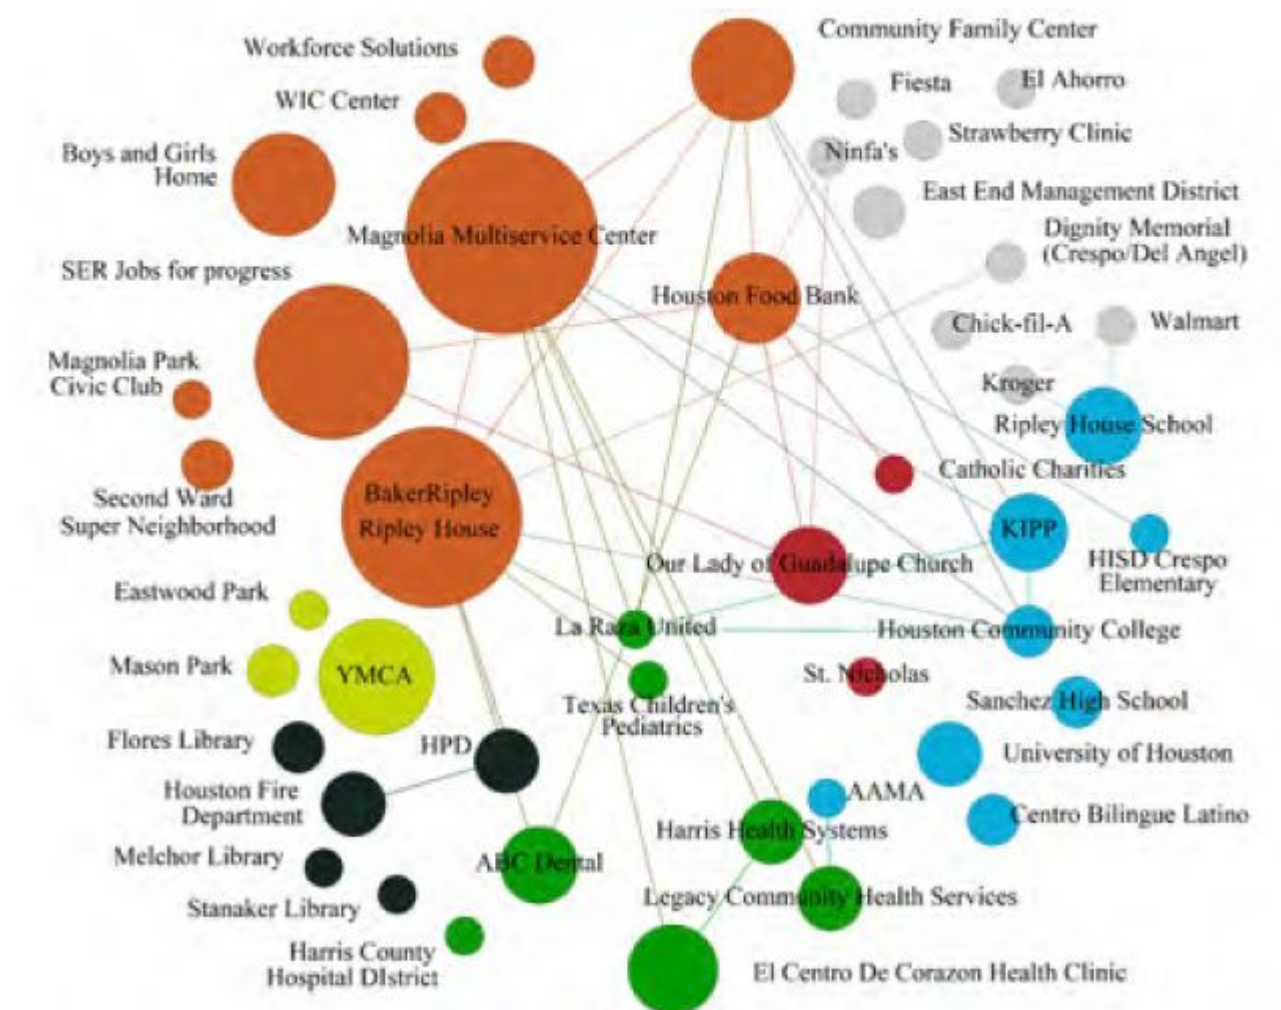 Community Family Center
Workforce Solutions
Fiesta
El Ahorro
WIC Center
Strawberry Clinic
Boys and Girls
Home
Ninfa's
East End Management District
Magnolia Multiservice Center
Dignity Memorial
(Crespo/Del Angel)
SER Jobs for progress
Houston Food Bank
Chick-fil-A
Walmart
Magnolia Park
Civic Club
Kroger
Ripley House School
Catholic Charities
Second Ward
Super Neighborhood
BakerRipley
Ripley House
KIPP
Our Lady of Guadalupe Church
HISD Crespo
Elementary
Eastwood Park
La Raza United
Houston Community College
Mason Park
YMCA
St. Nicholas
Texas Children's
Pediatrics
Sanchez High School
Flores Library
HPD
University of Houston
Houston Fire
Department
AAMA
Centro Bilingue Latino
Harris Health Systems
Melchor Library
ABC Dental
Legacy Community Health Services
Stanaker Library
Harris County
Hospital DIstrict
El Centro De Corazon Health Clinic